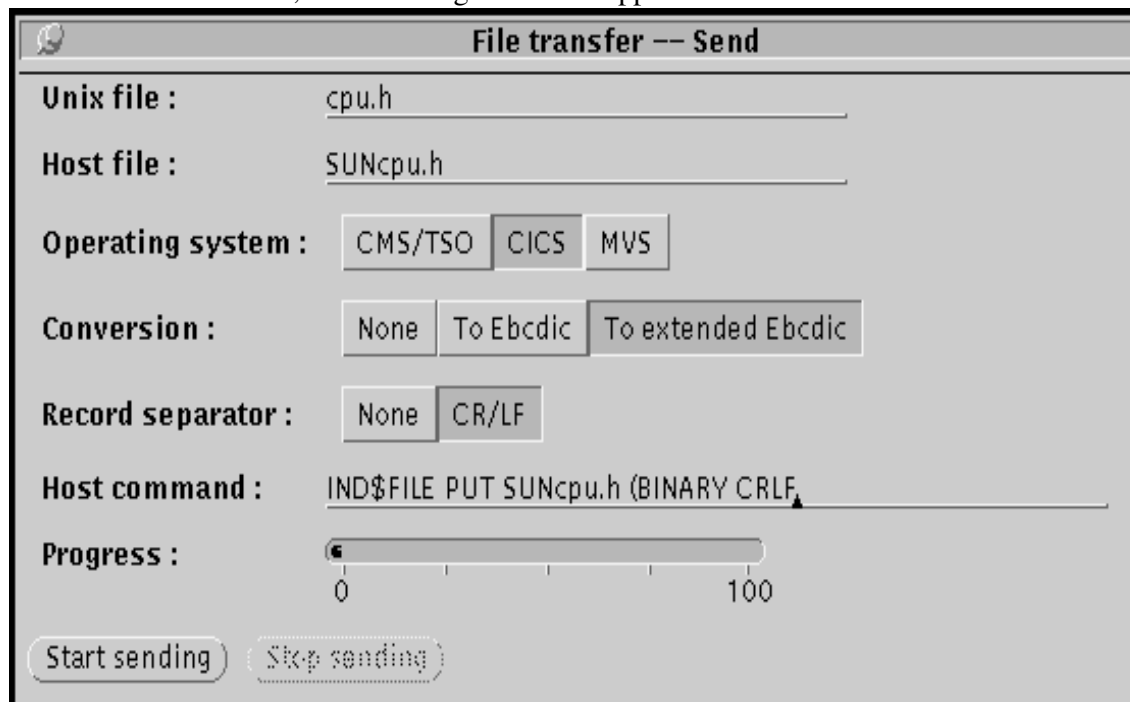 File transfer –– Send
Unix file : cpu.h
Host file : SUNcpu.h
Operating system : CMS/TSO CICS MVS
Conversion : None To Ebcdic To extended Ebcdic
Record separator : None CR/LF
Host command : IND$FILE PUT SUNcpu.h (BINARY CRLF
Progress :
0 100
Start sending Stop sending